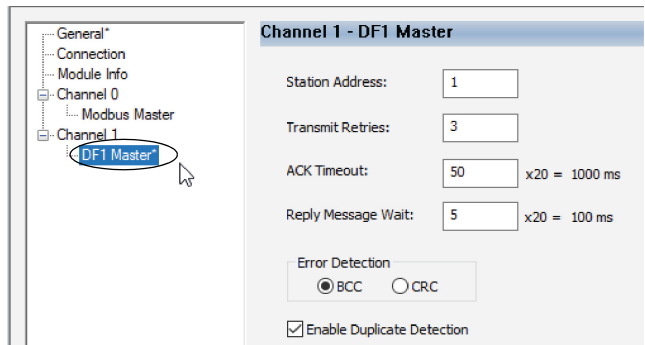 General*
Connection
Module Info
Channel 0
Modbus Master
Channel 1
DF1 Master*
Channel 1 - DF1 Master
Station Address: 1
Transmit Retries: 3
ACK Timeout: 50 x20 = 1000 ms
Reply Message Wait: 5 x20 = 100 ms
Error Detection
BCC CRC
Enable Duplicate Detection